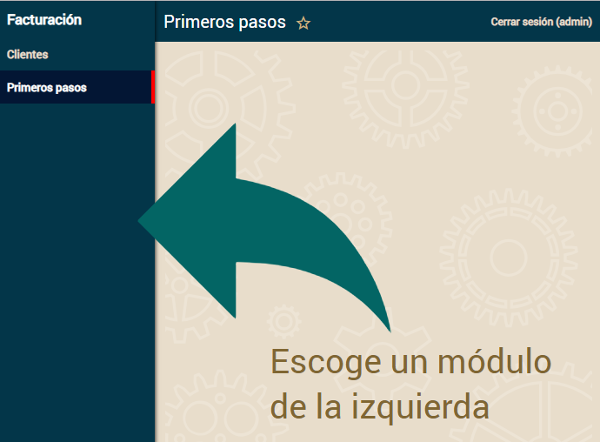 Facturación
Primeros pasos
Cerrar sesión (admin)
Clientes
Primeros pasos
Escoge un módulo
de la izquierda